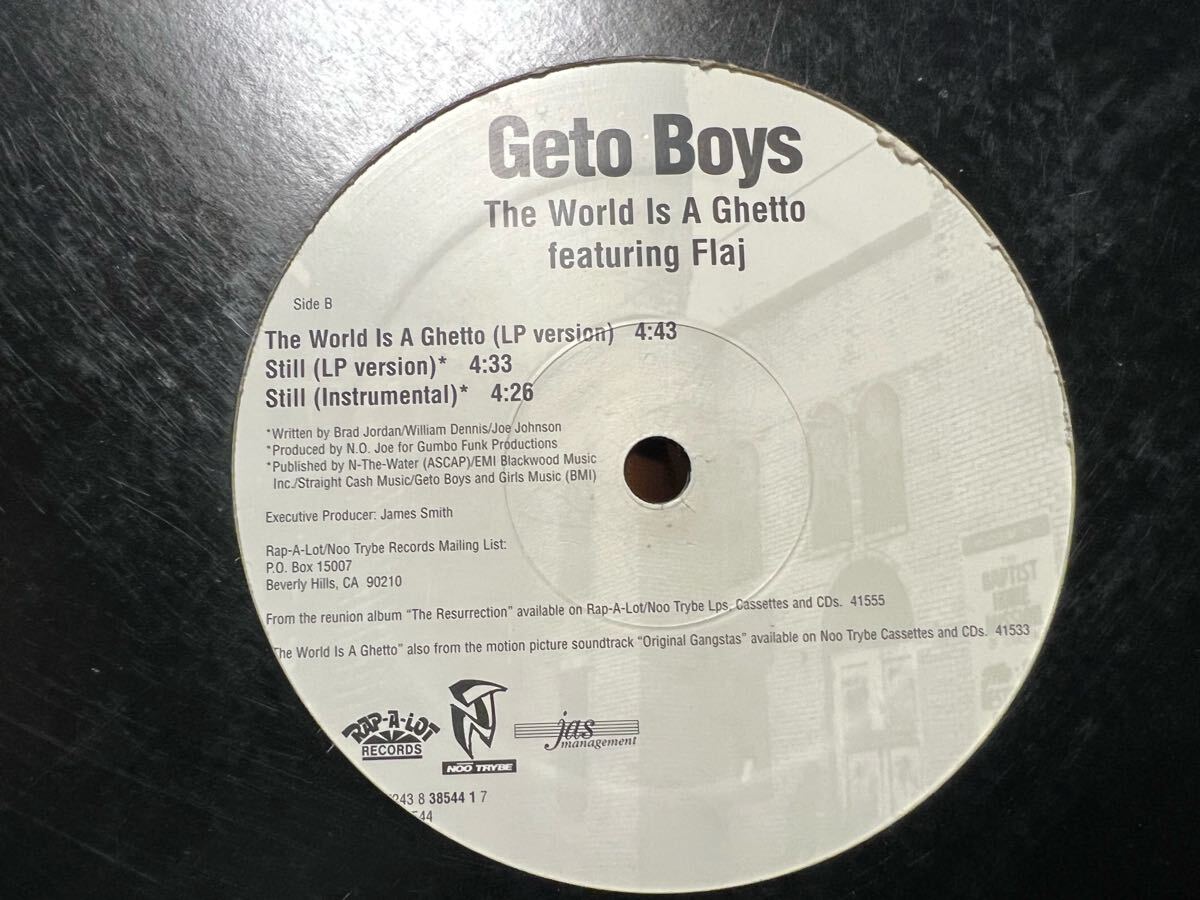 Geto Boys
The World Is A Ghetto
featuring Flaj
Side B
The World Is A Ghetto (LP version) 4:43
Still (LP version)* 4:33
Still (Instrumental)* 4:26
*Written by Brad Jordan/William Dennis/Joe Johnson
*Produced by N.O. Joe for Gumbo Funk Productions
*Published by N-The-Water (ASCAP)/EMI Blackwood Music
Inc./Straight Cash Music/Geto Boys and Girls Music (BMI)
Executive Producer: James Smith
Rap-A-Lot/Noo Trybe Records Mailing List:
P.O. Box 15007
Beverly Hills, CA 90210
From the reunion album “The Resurrection” available on Rap-A-Lot/Noo Trybe Lps, Cassettes and CDs. 41555
The World Is A Ghetto” also from the motion picture soundtrack “Original Gangstas” available on Noo Trybe Cassettes and CDs. 41533
RAP-A-LOT
RECORDS
NOO TRYBE
jas
management
243 8 38544 1 7
544
BAPTIST